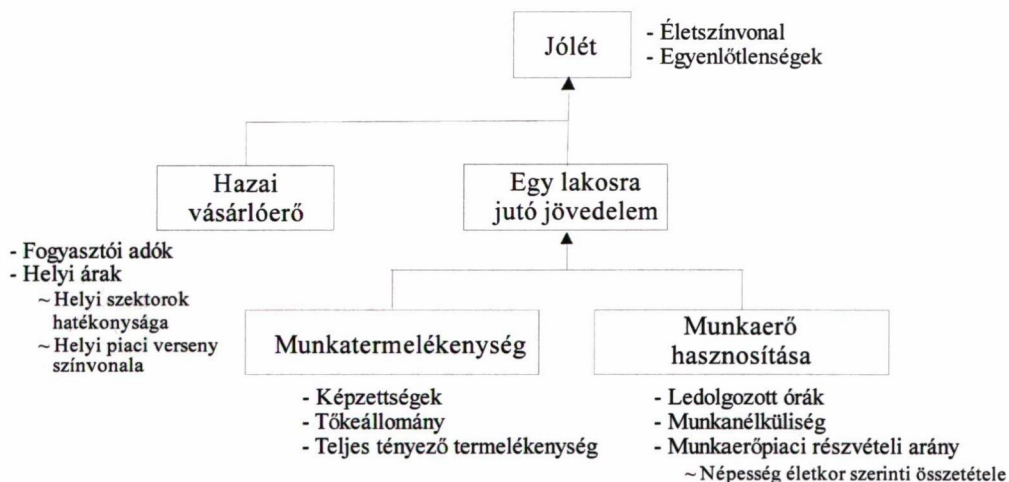 Jólét
- Életszínvonal
- Egyenlőtlenségek
Hazai
vásárlóerő
Egy lakosra
jutó jövedelem
- Fogyasztói adók
- Helyi árak
~ Helyi szektorok
hatékonysága
~ Helyi piaci verseny
színvonala
Munkatermelékenység
Munkaerő
hasznosítása
- Képzettségek
- Tőkeállomány
- Teljes tényező termelékenység
- Ledolgozott órák
- Munkanélküliség
- Munkaerőpiaci részvételi arány
~ Népesség életkor szerinti összetétele